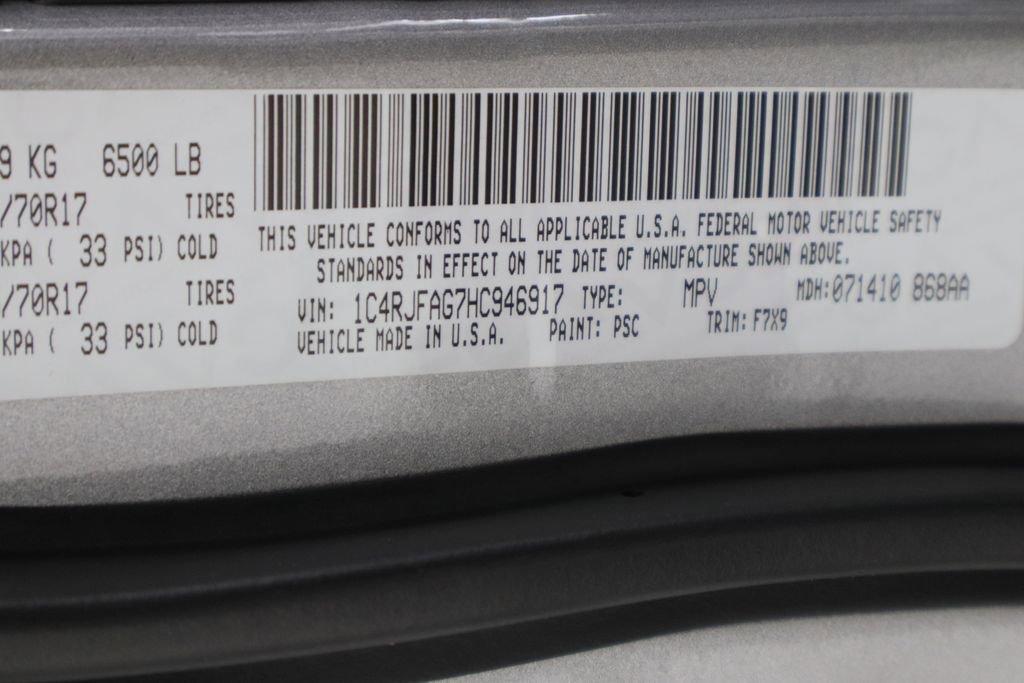 9 KG 6500 LB
/70R17 TIRES
KPA ( 33 PSI) COLD
/70R17 TIRES
KPA ( 33 PSI) COLD
THIS VEHICLE CONFORMS TO ALL APPLICABLE U.S.A. FEDERAL MOTOR VEHICLE SAFETY
STANDARDS IN EFFECT ON THE DATE OF MANUFACTURE SHOWN ABOVE.
VIN: 1C4RJFAG7HC946917 TYPE: MPV MDH:071410 868AA
VEHICLE MADE IN U.S.A. PAINT: PSC TRIM: F7X9